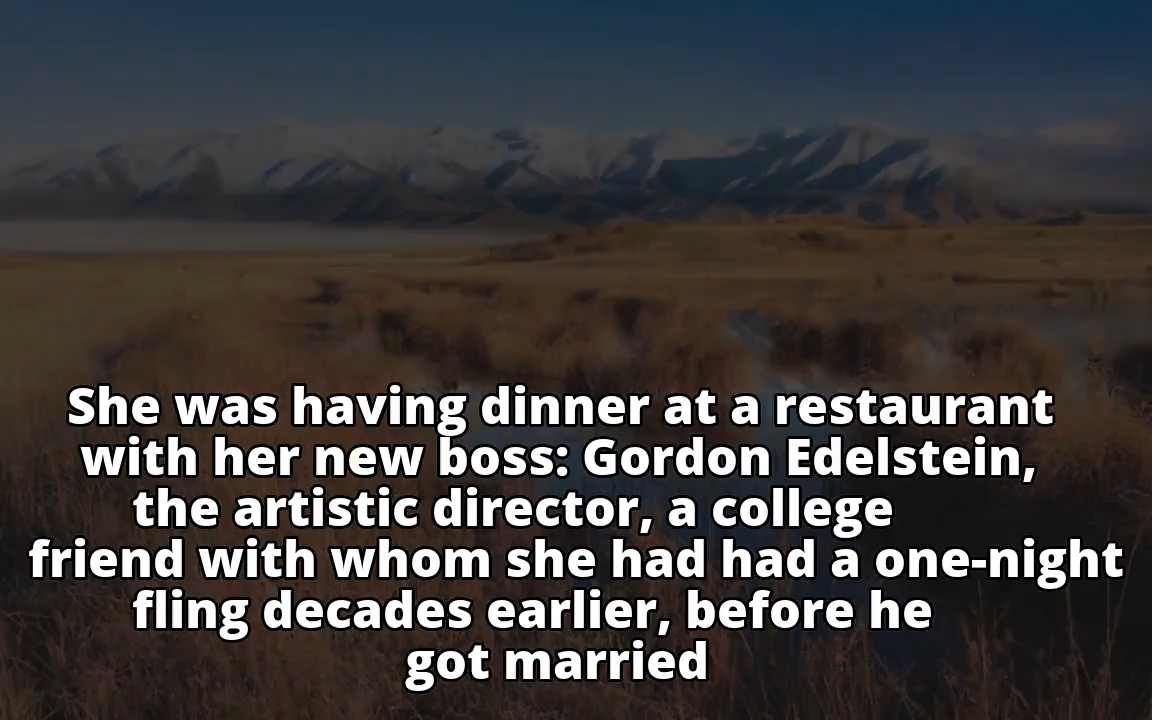 She was having dinner at a restaurant
with her new boss: Gordon Edelstein,
the artistic director, a college
friend with whom she had had a one-night
fling decades earlier, before he
got married